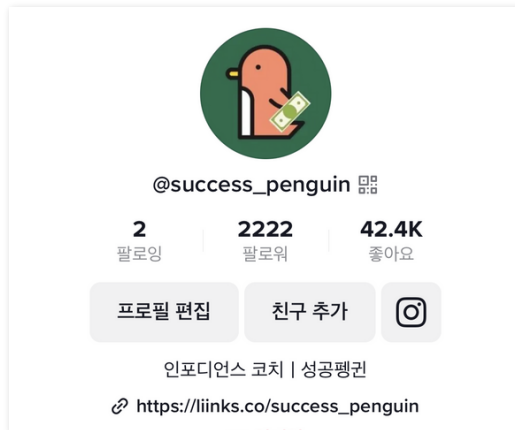 @success_penguin
2 2222 42.4K
팔로잉 팔로워 좋아요
프로필 편집 친구 추가
인포디언스 코치 | 성공펭귄
https://liinks.co/success_penguin